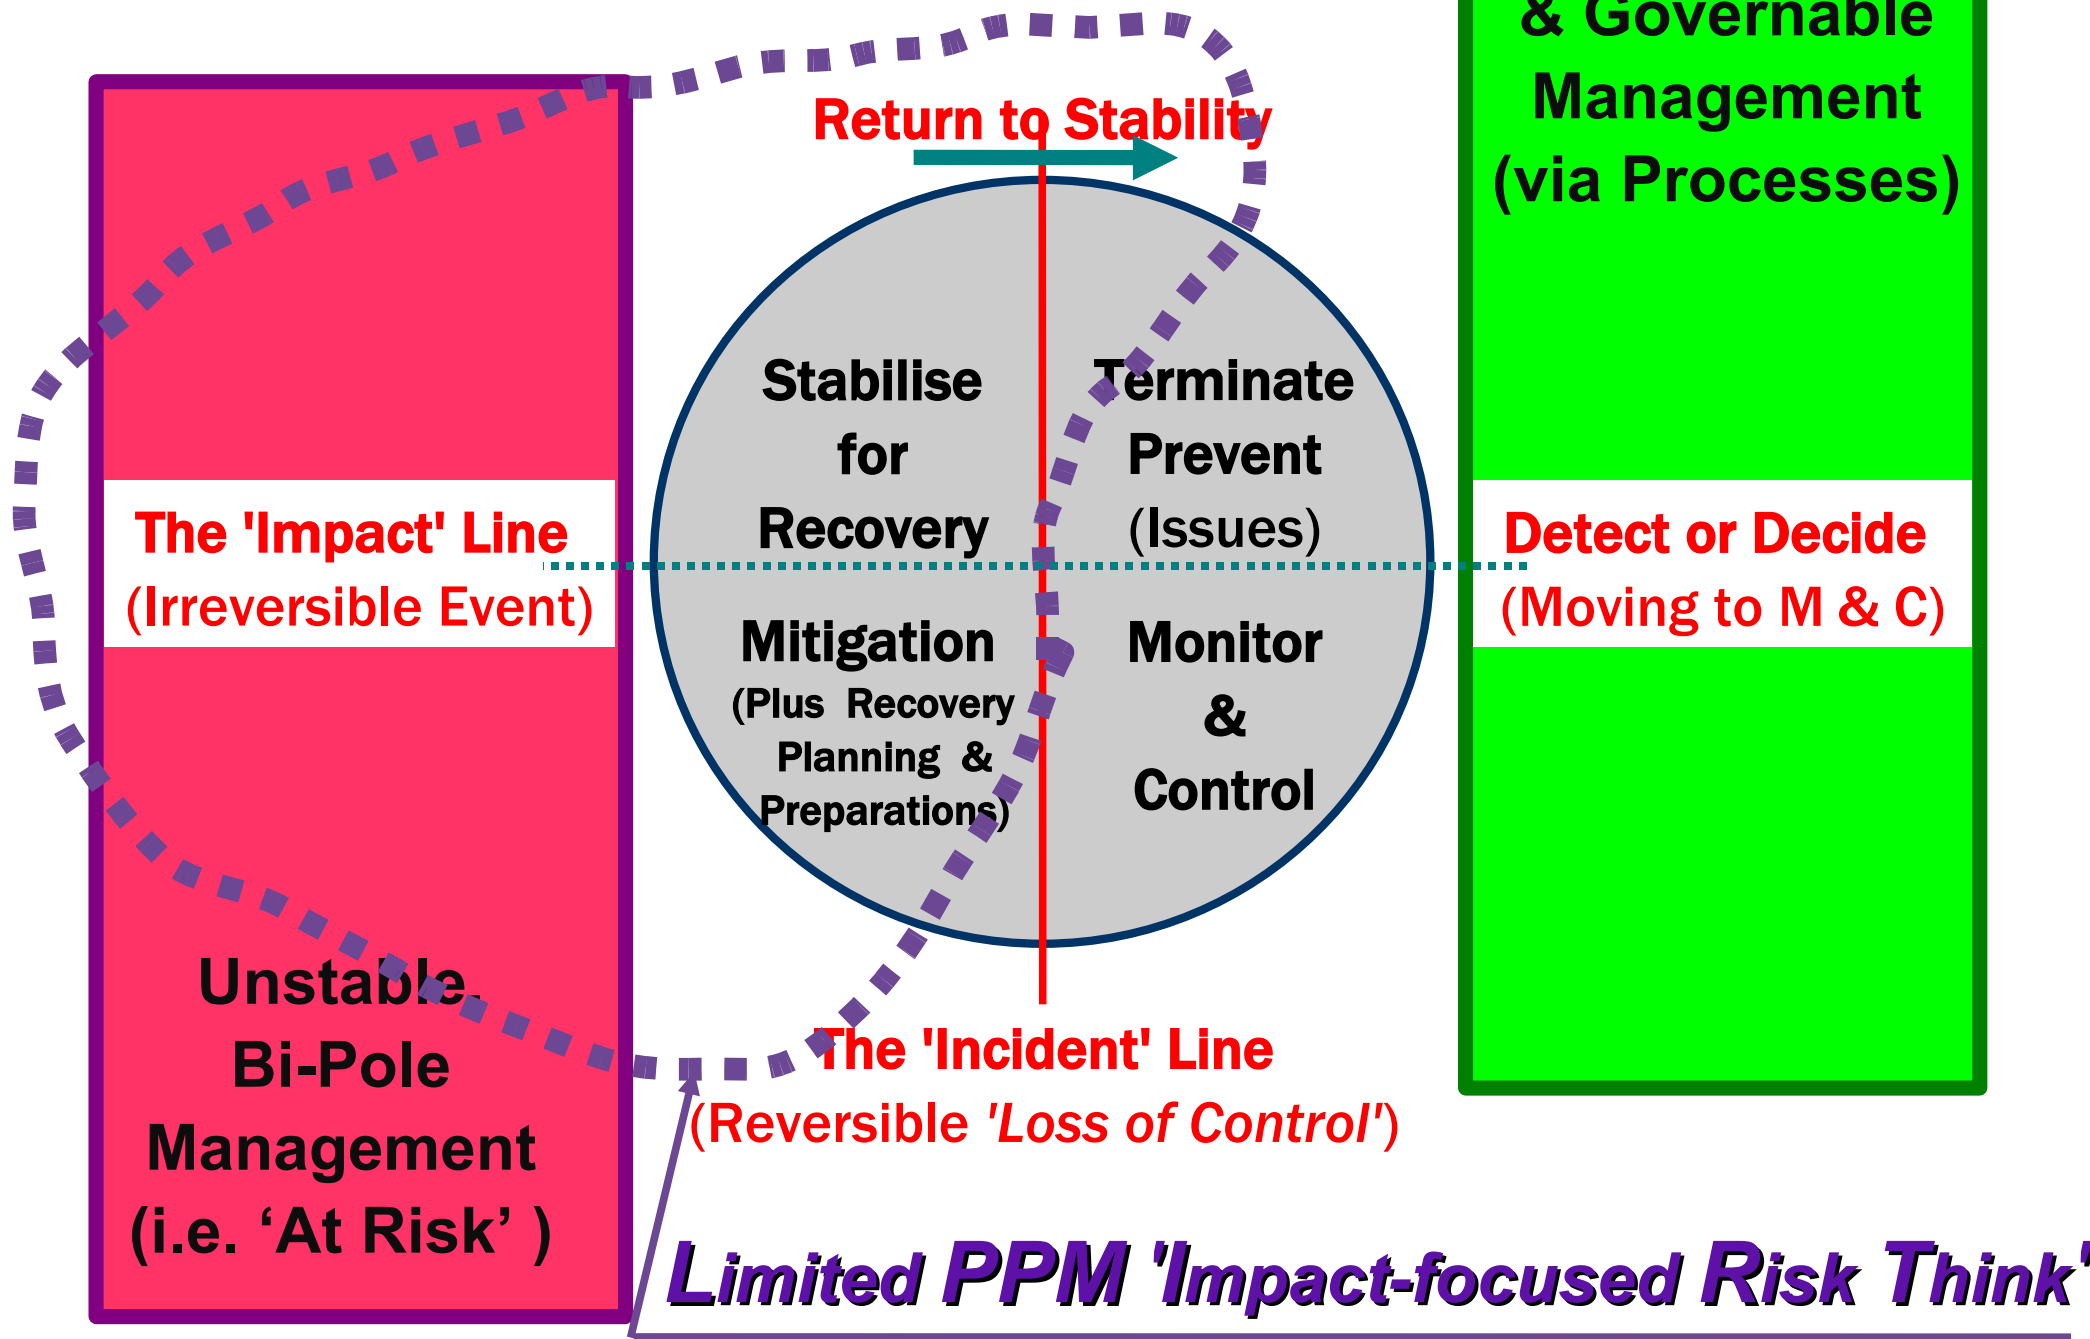 & Governable
Management
(via Processes)
Return to Stability
Stabilise
for
Recovery
Terminate
Prevent
(Issues)
The 'Impact' Line
(Irreversible Event)
Detect or Decide
(Moving to M & C)
Mitigation
(Plus Recovery
Planning &
Preparations)
Monitor
&
Control
Unstable,
Bi-Pole
Management
(i.e. ‘At Risk’ )
The 'Incident' Line
(Reversible 'Loss of Control')
Limited PPM 'Impact-focused Risk Think'